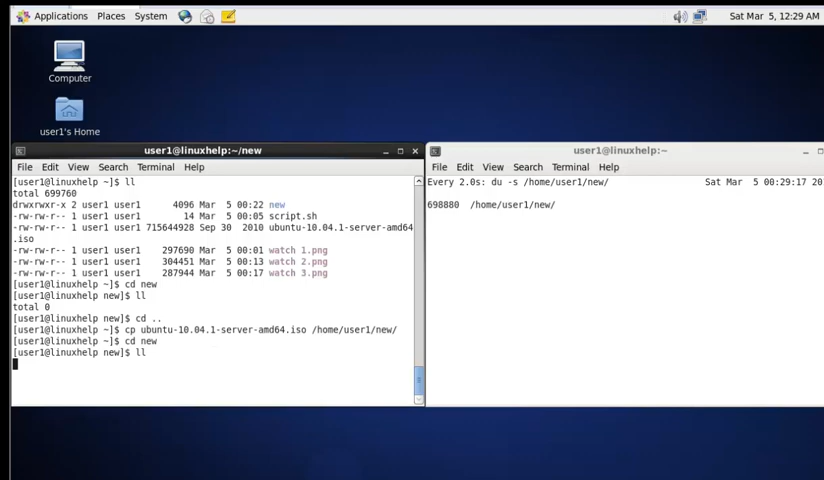 Applications Places System
Sat Mar 5, 12:29 AM
Computer
user1's Home
user1@linuxhelp:~/new
File Edit View Search Terminal Help
[user1@linuxhelp ~]$ ll
total 699760
drwxrwxr-x 2 user1 user1 4096 Mar 5 00:22 new
-rw-rw-r-- 1 user1 user1 14 Mar 5 00:05 script.sh
-rw-rw-r-- 1 user1 user1 715644928 Sep 30 2010 ubuntu-10.04.1-server-amd64
.iso
-rw-rw-r-- 1 user1 user1 297690 Mar 5 00:01 watch 1.png
-rw-rw-r-- 1 user1 user1 304451 Mar 5 00:13 watch 2.png
-rw-rw-r-- 1 user1 user1 287944 Mar 5 00:17 watch 3.png
[user1@linuxhelp ~]$ cd new
[user1@linuxhelp new]$ ll
total 0
[user1@linuxhelp new]$ cd ..
[user1@linuxhelp ~]$ cp ubuntu-10.04.1-server-amd64.iso /home/user1/new/
[user1@linuxhelp ~]$ cd new
[user1@linuxhelp new]$ ll
user1@linuxhelp:~
File Edit View Search Terminal Help
Every 2.0s: du -s /home/user1/new/ Sat Mar 5 00:29:17 201
698880 /home/user1/new/